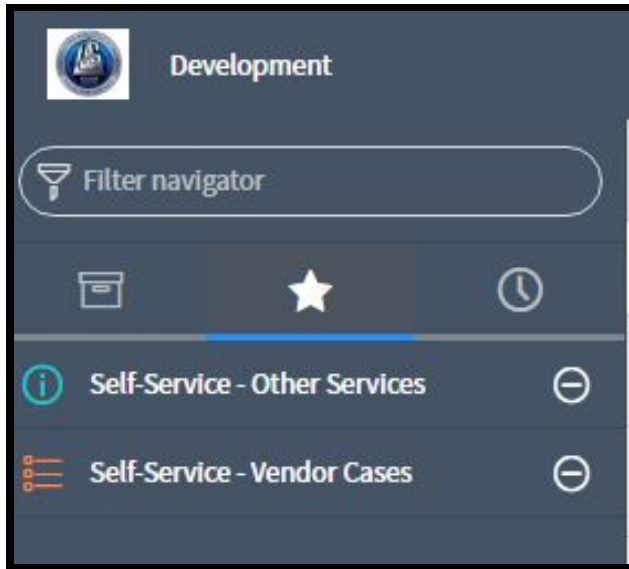 Development
Filter navigator
Self-Service - Other Services
Self-Service - Vendor Cases